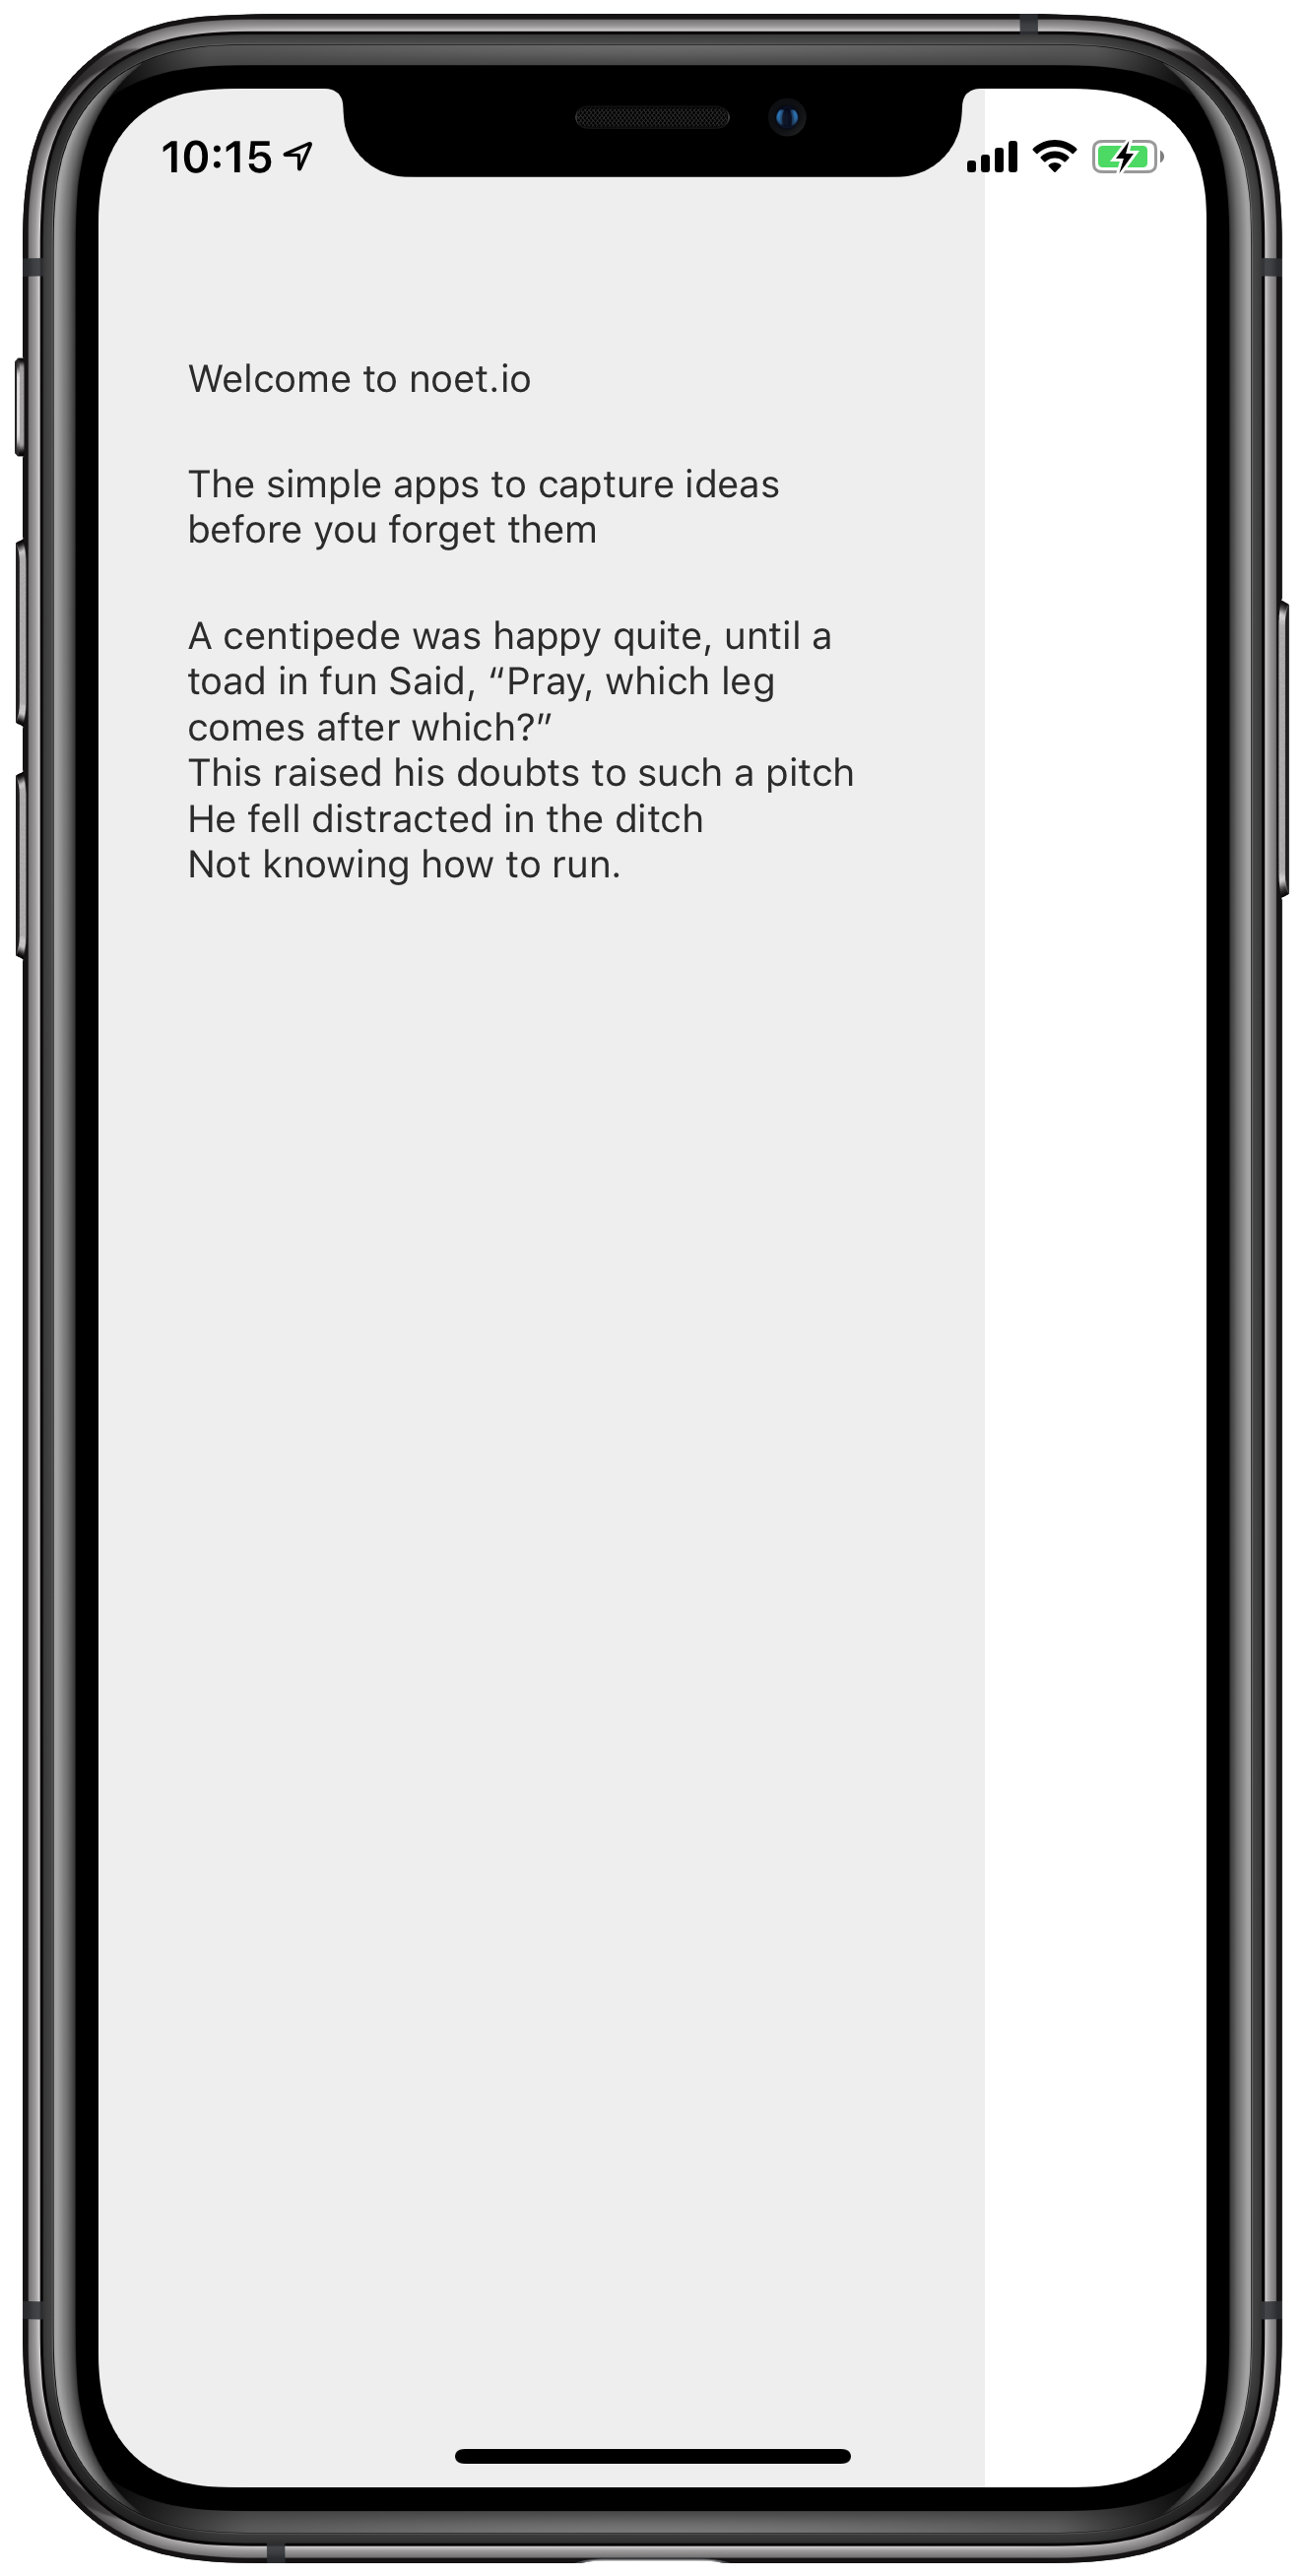 10:15
Welcome to noet.io
The simple apps to capture ideas
before you forget them
A centipede was happy quite, until a
toad in fun Said, “Pray, which leg
comes after which?”
This raised his doubts to such a pitch
He fell distracted in the ditch
Not knowing how to run.